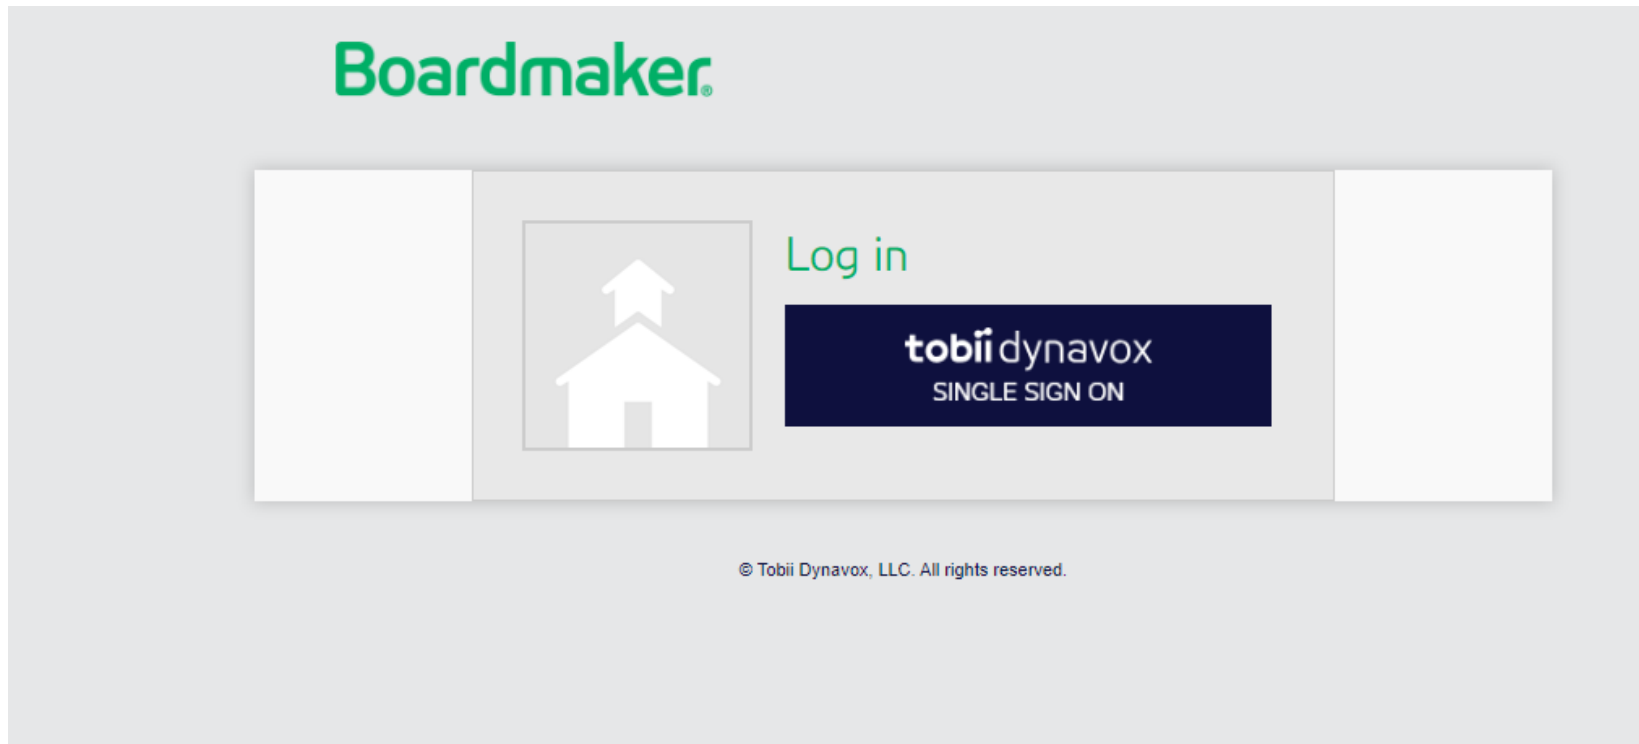 Boardmaker®
Log in
tobii dynavox
SINGLE SIGN ON
© Tobii Dynavox, LLC. All rights reserved.